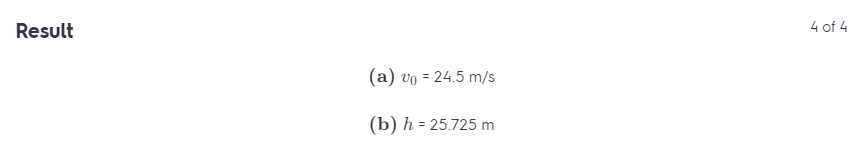 Result
4 of 4
(a) v₀ = 24.5 m/s
(b) h = 25.725 m